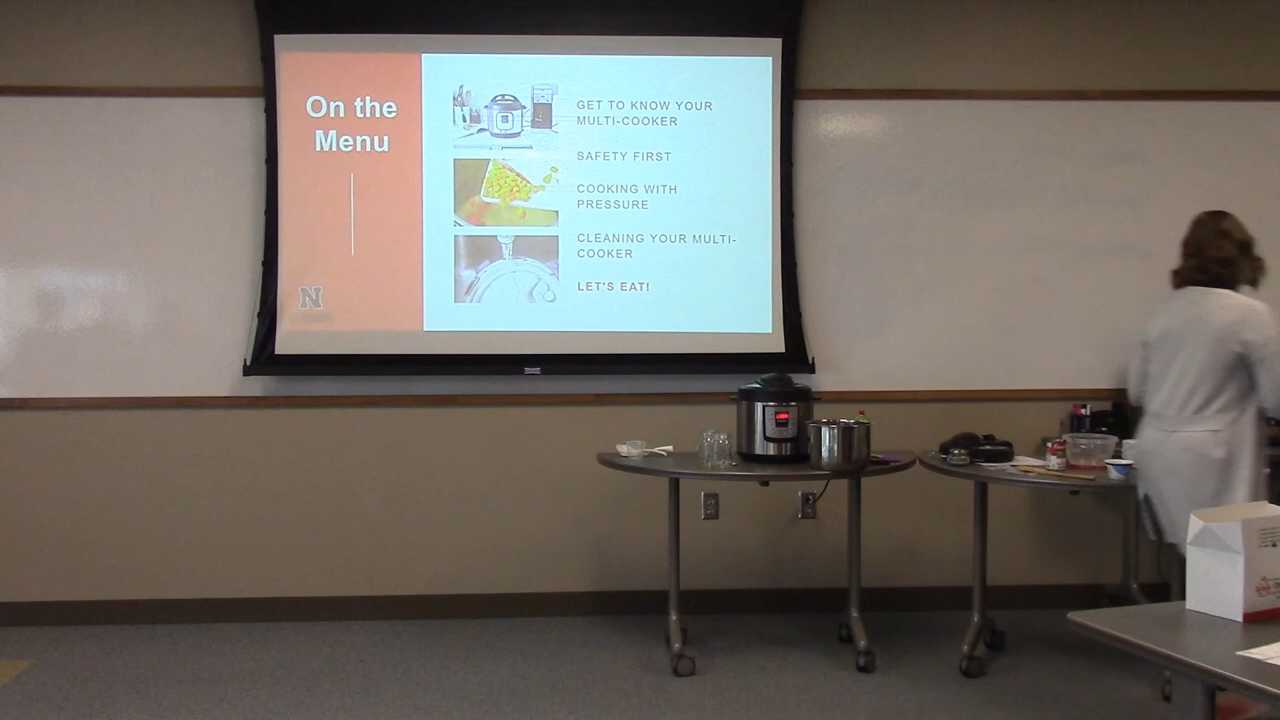 On the
Menu
GET TO KNOW YOUR
MULTI-COOKER
SAFETY FIRST
COOKING WITH
PRESSURE
CLEANING YOUR MULTI-
COOKER
LET'S EAT!
N